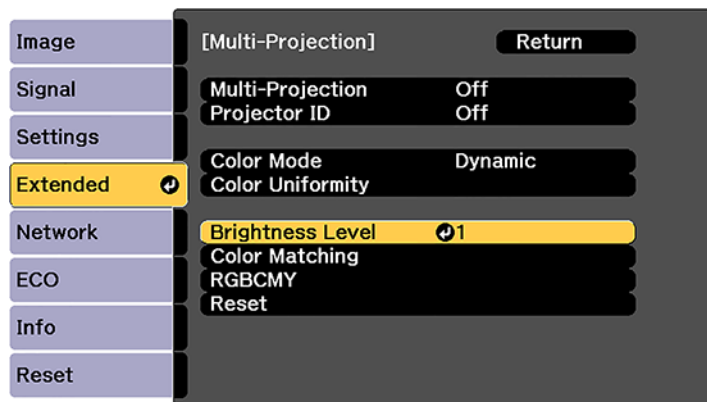 Image
Signal
Settings
Extended
Network
ECO
Info
Reset
[Multi-Projection] Return
Multi-Projection Off
Projector ID Off
Color Mode Dynamic
Color Uniformity
Brightness Level 1
Color Matching
RGBCMY
Reset